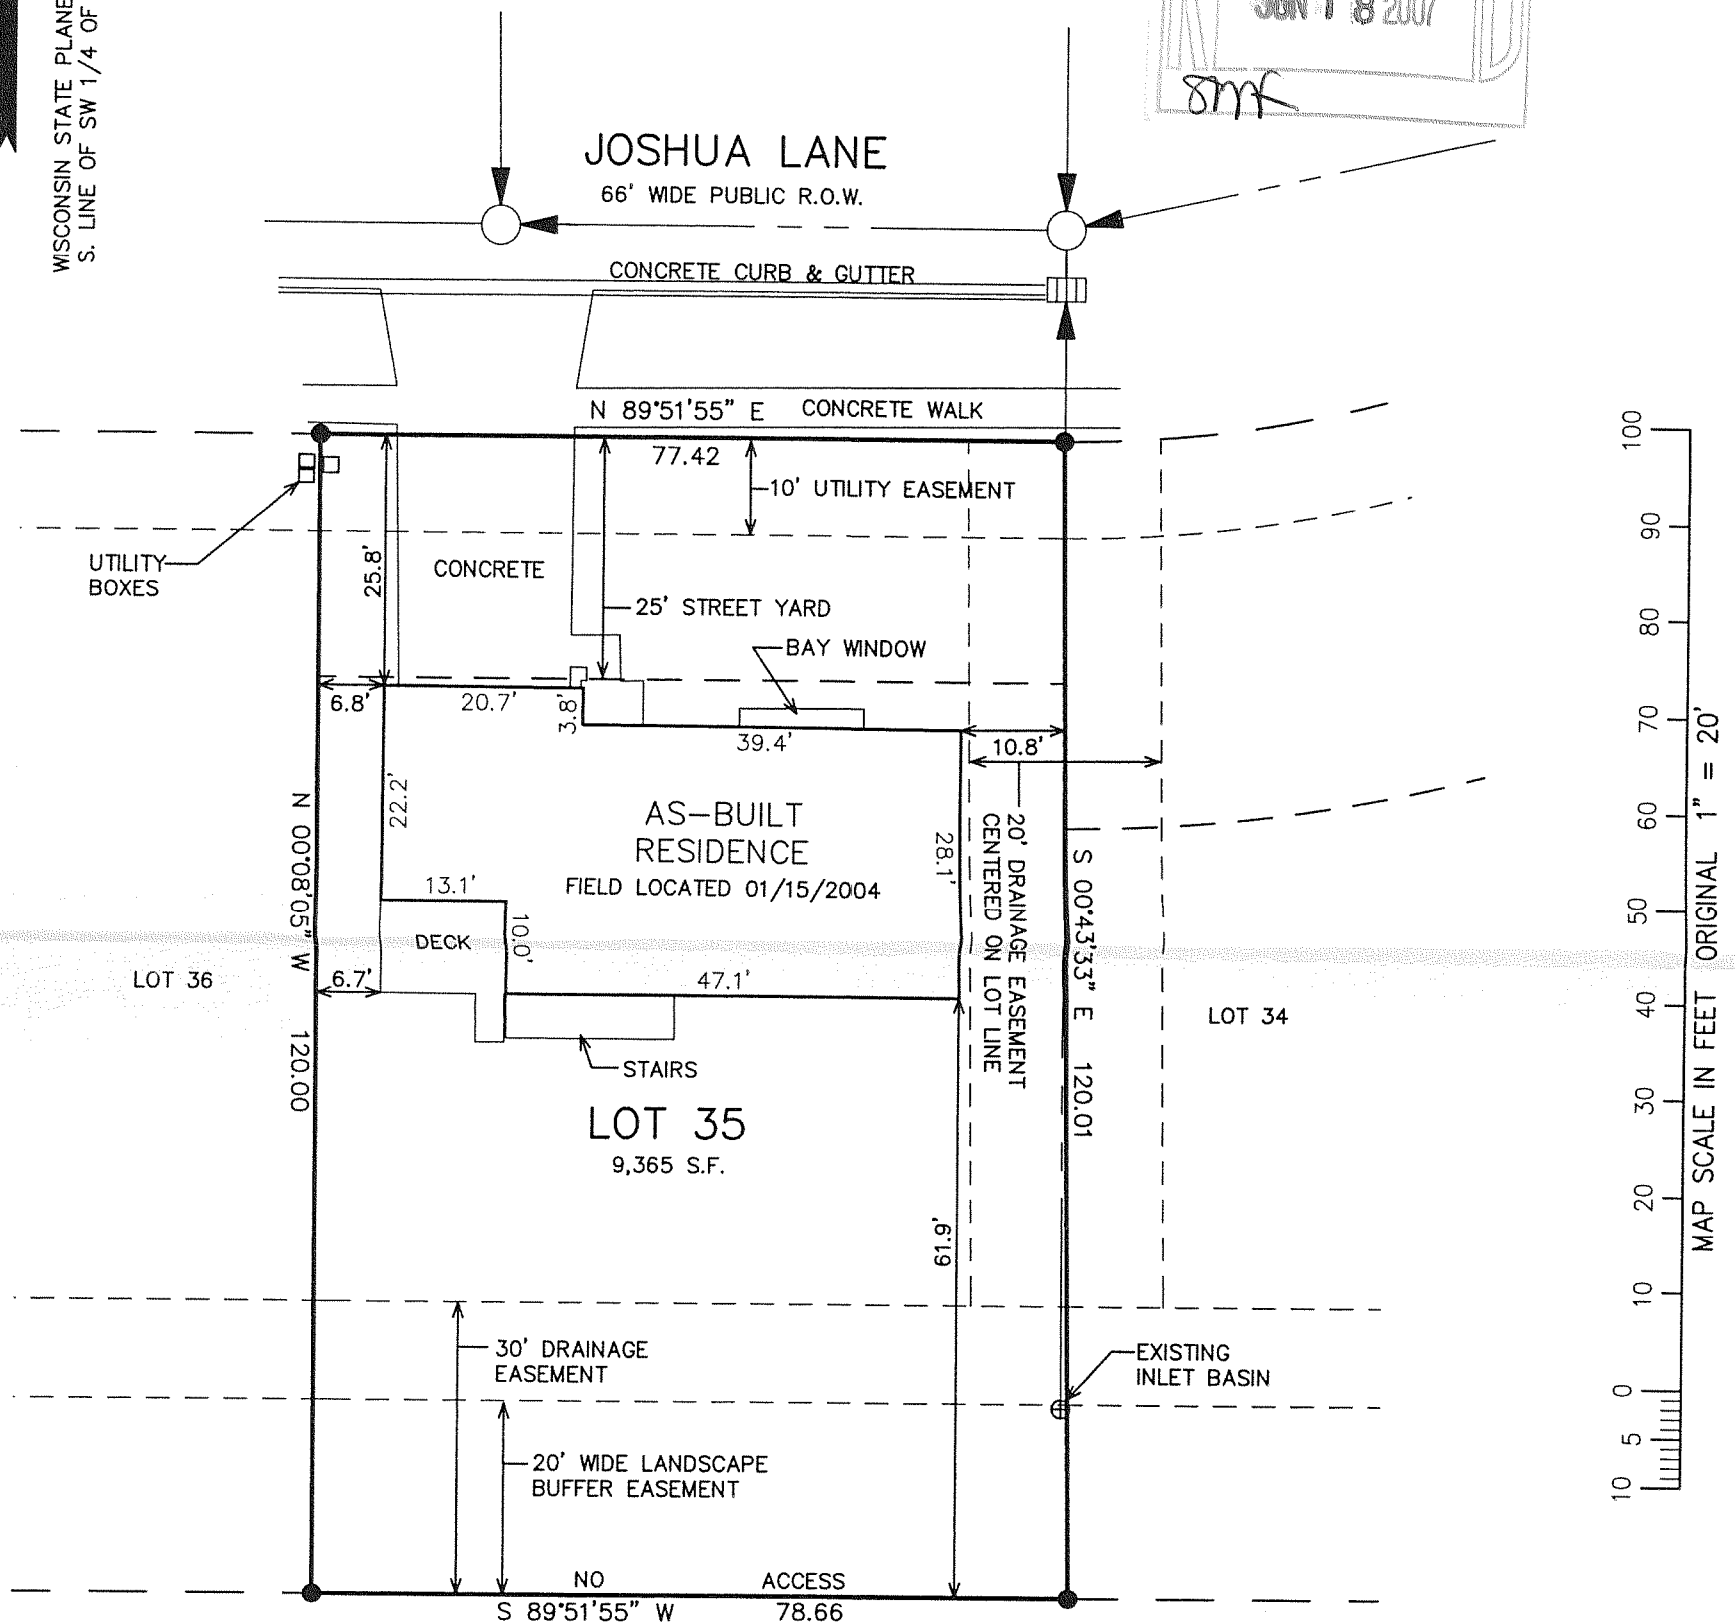 WISCONSIN STATE PLANE
S. LINE OF SW 1/4 OF
JUN 18 2007
JOSHUA LANE
66' WIDE PUBLIC R.O.W.
CONCRETE CURB & GUTTER
N 89°51'55" E CONCRETE WALK
77.42
10' UTILITY EASEMENT
UTILITY
BOXES
25.8'
CONCRETE
25' STREET YARD
BAY WINDOW
6.8'
20.7'
3.8'
39.4'
10.8'
22.2'
AS-BUILT
RESIDENCE
FIELD LOCATED 01/15/2004
28.1'
20' DRAINAGE EASEMENT
CENTERED ON LOT LINE
N 00°08'05" W 120.00
S 00°43'33" E 120.01
13.1'
DECK
10.0'
LOT 36
6.7'
47.1'
LOT 34
STAIRS
LOT 35
9,365 S.F.
61.9'
30' DRAINAGE
EASEMENT
EXISTING
INLET BASIN
20' WIDE LANDSCAPE
BUFFER EASEMENT
NO ACCESS
S 89°51'55" W 78.66
100
90
80
70
60
50
40
30
20
10
0
5
10
MAP SCALE IN FEET ORIGINAL 1" = 20'